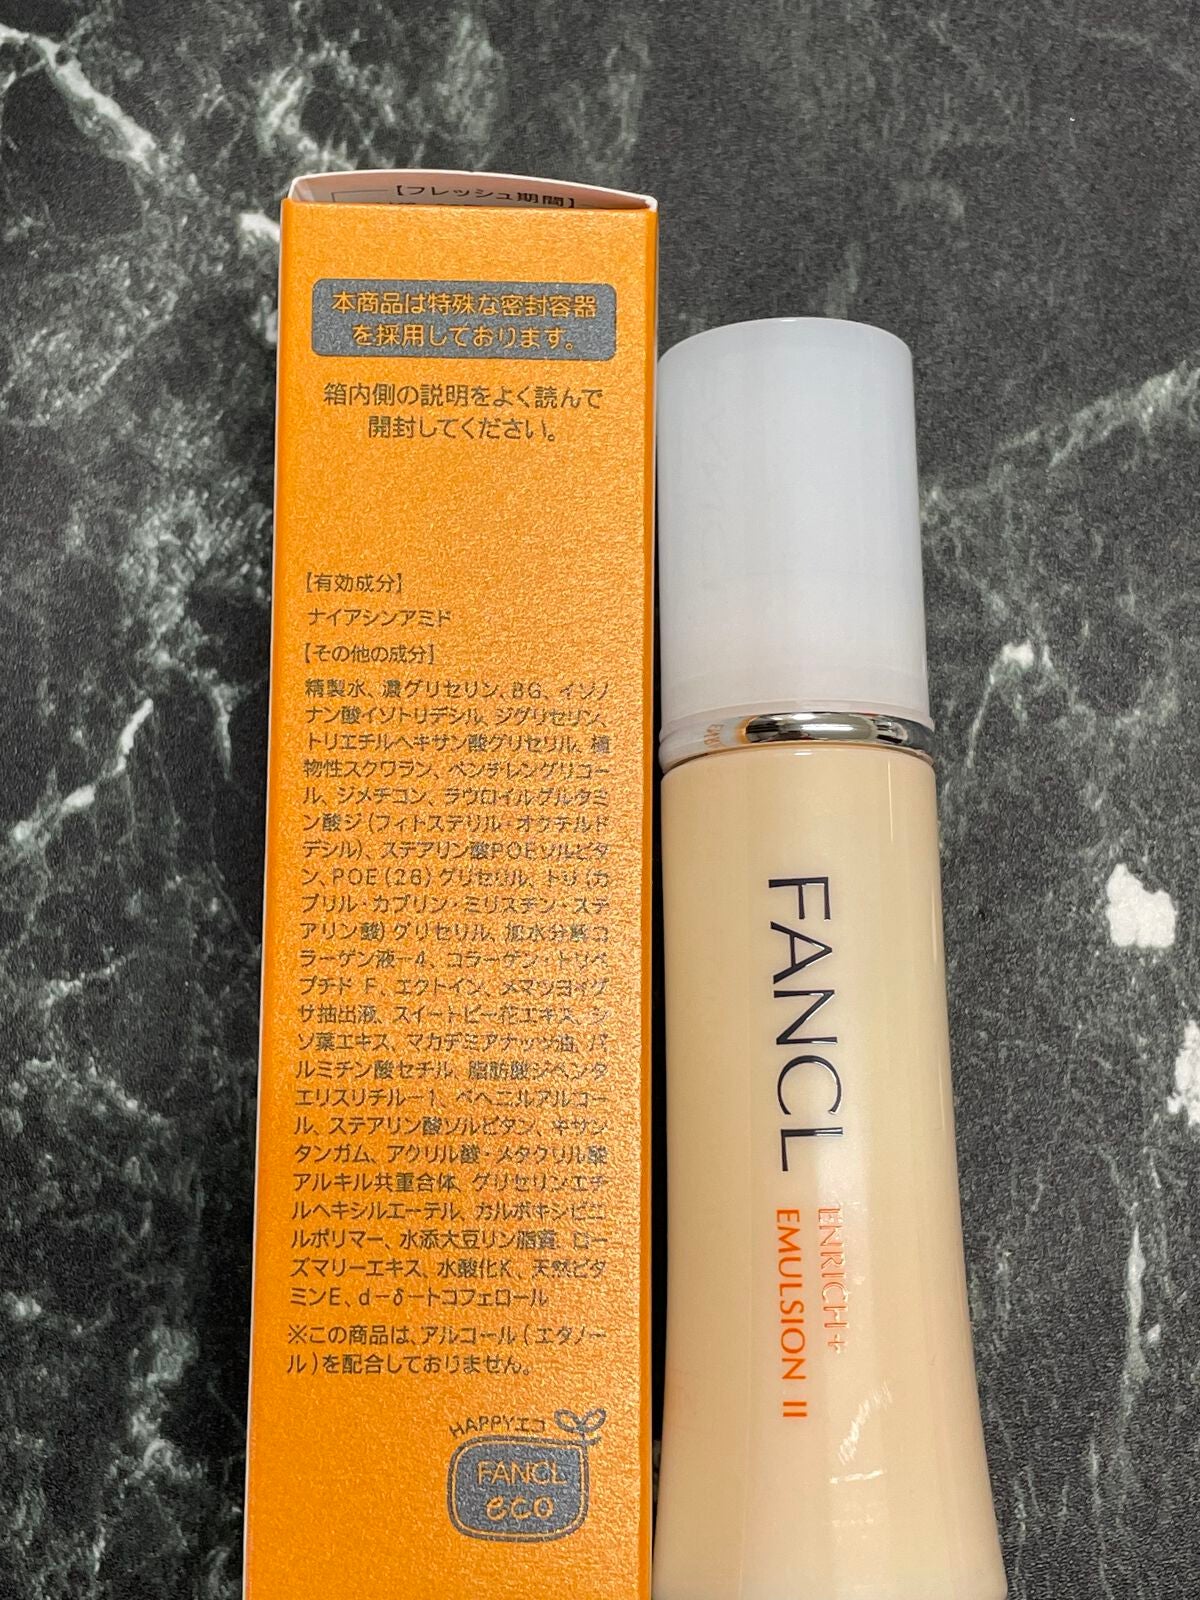 【フレッシュ期間】
本商品は特殊な密封容器
を採用しております。
箱内側の説明をよく読んで
開封してください。
【有効成分】
ナイアシンアミド
【その他の成分】
精製水、濃グリセリン、BG、イソノ
ナン酸イソトリデシル、ジグリセリン、
トリエチルヘキサン酸グリセリル、植
物性スクワラン、ペンチレングリコー
ル、ジメチコン、ラウロイルグルタミ
ン酸ジ(フィトステリル・オクチルド
デシル)、ステアリン酸POEソルビタ
ン、POE(26)グリセリル、トリ(カ
プリル・カプリン・ミリスチン・ステ
アリン酸)グリセリル、加水分解コ
ラーゲン液-4、コラーゲン・トリペ
プチド F、エクトイン、メマツヨイグ
サ抽出液、スイートピー花エキス、シ
ソ葉エキス、マカデミアナッツ油、パ
ルミチン酸セチル、脂肪酸ジペンタ
エリスリチル-1、ベヘニルアルコー
ル、ステアリン酸ソルビタン、キサン
タンガム、アクリル酸・メタクリル酸
アルキル共重合体、グリセリンエチ
ルヘキシルエーテル、カルボキシビニ
ルポリマー、水添大豆リン脂質、ロー
ズマリーエキス、水酸化K、天然ビタ
ミンE、d-δ-トコフェロール
※この商品は、アルコール(エタノー
ル)を配合しておりません。
HAPPYエコ
FANCL
eco
FANCL
ENRICH+
EMULSION II